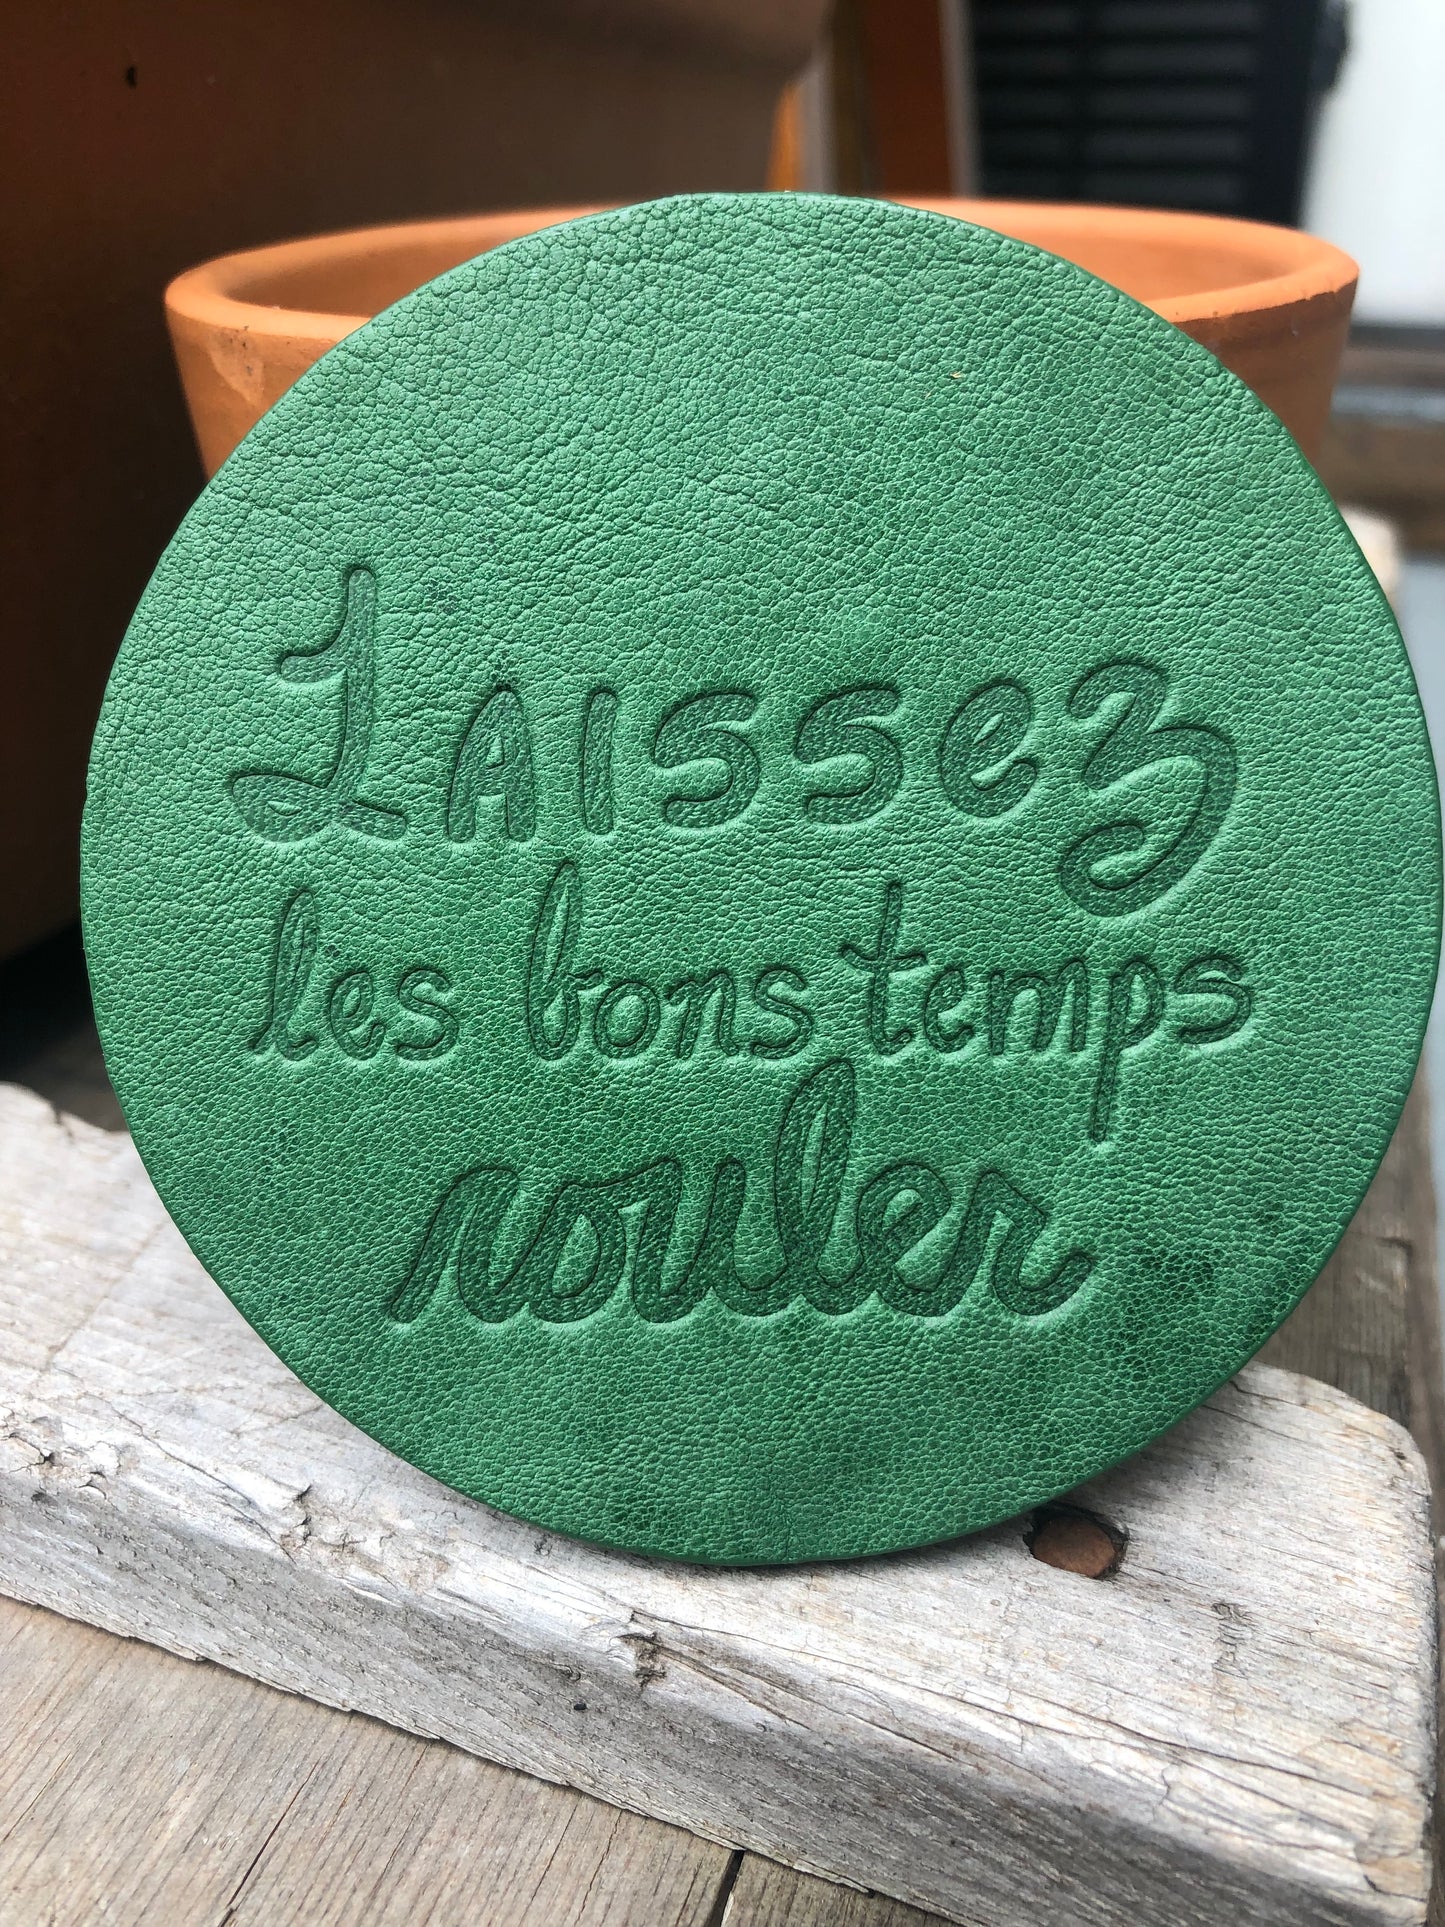 LAISSez
les bons temps
rouler